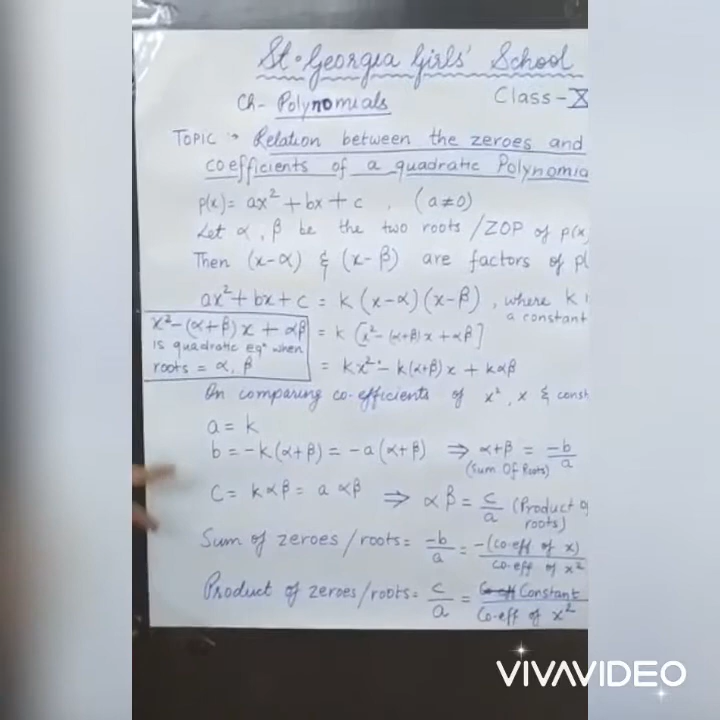 St. Georgia Girls' School
Ch- Polynomials Class-X
TOPIC :- Relation between the zeroes and
coefficients of a quadratic Polynomia
p(x) = ax² + bx + c , (a≠0)
Let α, β be the two roots /ZOP of p(x
Then (x-α) & (x-β) are factors of p(
ax² + bx + c = k (x-α) (x-β) , where k
a constant
x² - (α+β) x + αβ = k [x² - (α+β) x + αβ]
is quadratic eqⁿ when
roots = α, β = kx² - k(α+β) x + kαβ
On comparing co-efficients of x², x & const
a = k
b = -k(α+β) = -a(α+β) ⇒ α+β = -b/a
(Sum Of Roots)
C = kαβ = a αβ ⇒ αβ = c/a (Product o
roots)
Sum of zeroes/roots = -b/a = -(co-eff of x)/co-eff of x²
Product of zeroes/roots = c/a = Constant/Co-eff of x²
VIVAVIDEO